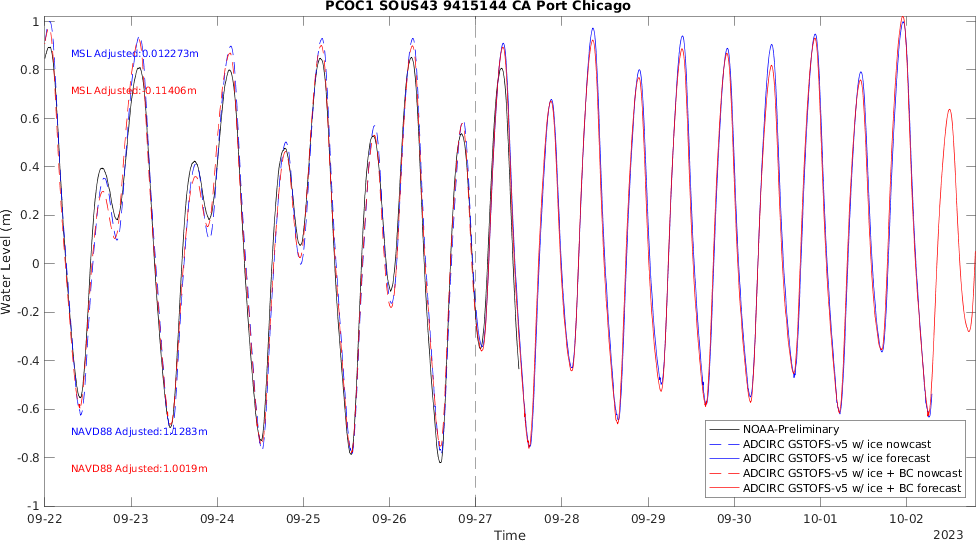 PCOC1 SOUS43 9415144 CA Port Chicago
1
0.8
0.6
0.4
0.2
0
-0.2
-0.4
-0.6
-0.8
-1
Water Level (m)
MSL Adjusted:0.012273m
MSL Adjusted:-0.11406m
NAVD88 Adjusted:1.1283m
NAVD88 Adjusted:1.0019m
NOAA-Preliminary
ADCIRC GSTOFS-v5 w/ ice nowcast
ADCIRC GSTOFS-v5 w/ ice forecast
ADCIRC GSTOFS-v5 w/ ice + BC nowcast
ADCIRC GSTOFS-v5 w/ ice + BC forecast
09-22 09-23 09-24 09-25 09-26 09-27 09-28 09-29 09-30 10-01 10-02
Time
2023